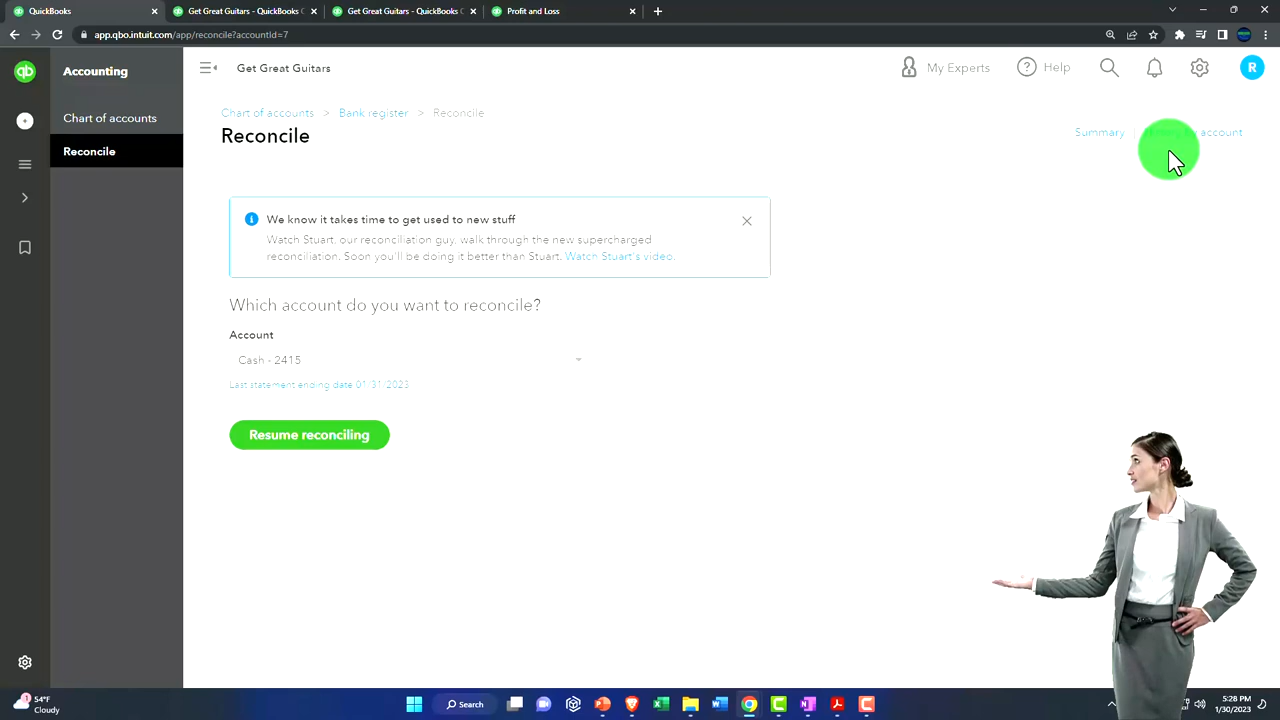 QuickBooks
Get Great Guitars - QuickBooks C
Get Great Guitars - QuickBooks C
Profit and Loss
app.qbo.intuit.com/app/reconcile?accountId=7
qb
Accounting
Get Great Guitars
My Experts
Help
R
Chart of accounts
Reconcile
Chart of accounts > Bank register > Reconcile
Reconcile
Summary | account
We know it takes time to get used to new stuff
Watch Stuart, our reconciliation guy, walk through the new supercharged
reconciliation. Soon you'll be doing it better than Stuart. Watch Stuart's video.
Which account do you want to reconcile?
Account
Cash - 2415
Last statement ending date 01/31/2023
Resume reconciling
1
54°F
Cloudy
Search
5:28 PM
1/30/2023